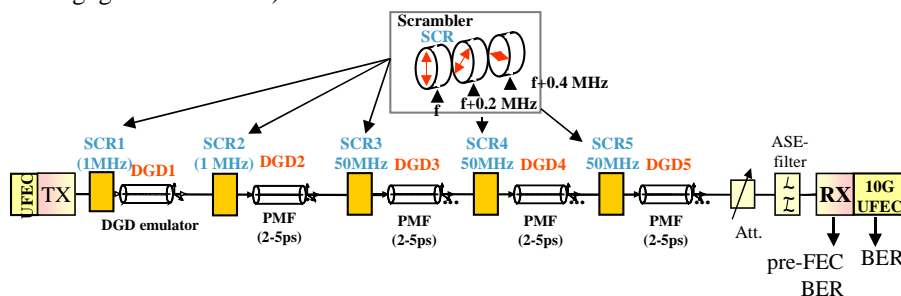 Scrambler
SCR
f
f+0.2 MHz
f+0.4 MHz
SCR1
(1MHz)
SCR2
(1 MHz)
SCR3
50MHz
SCR4
50MHz
SCR5
50MHz
DGD1
DGD2
DGD3
DGD4
DGD5
UFEC
TX
DGD emulator
PMF
(2-5ps)
PMF
(2-5ps)
PMF
(2-5ps)
PMF
(2-5ps)
Att.
ASE-
filter
RX
10G
UFEC
pre-FEC
BER
BER